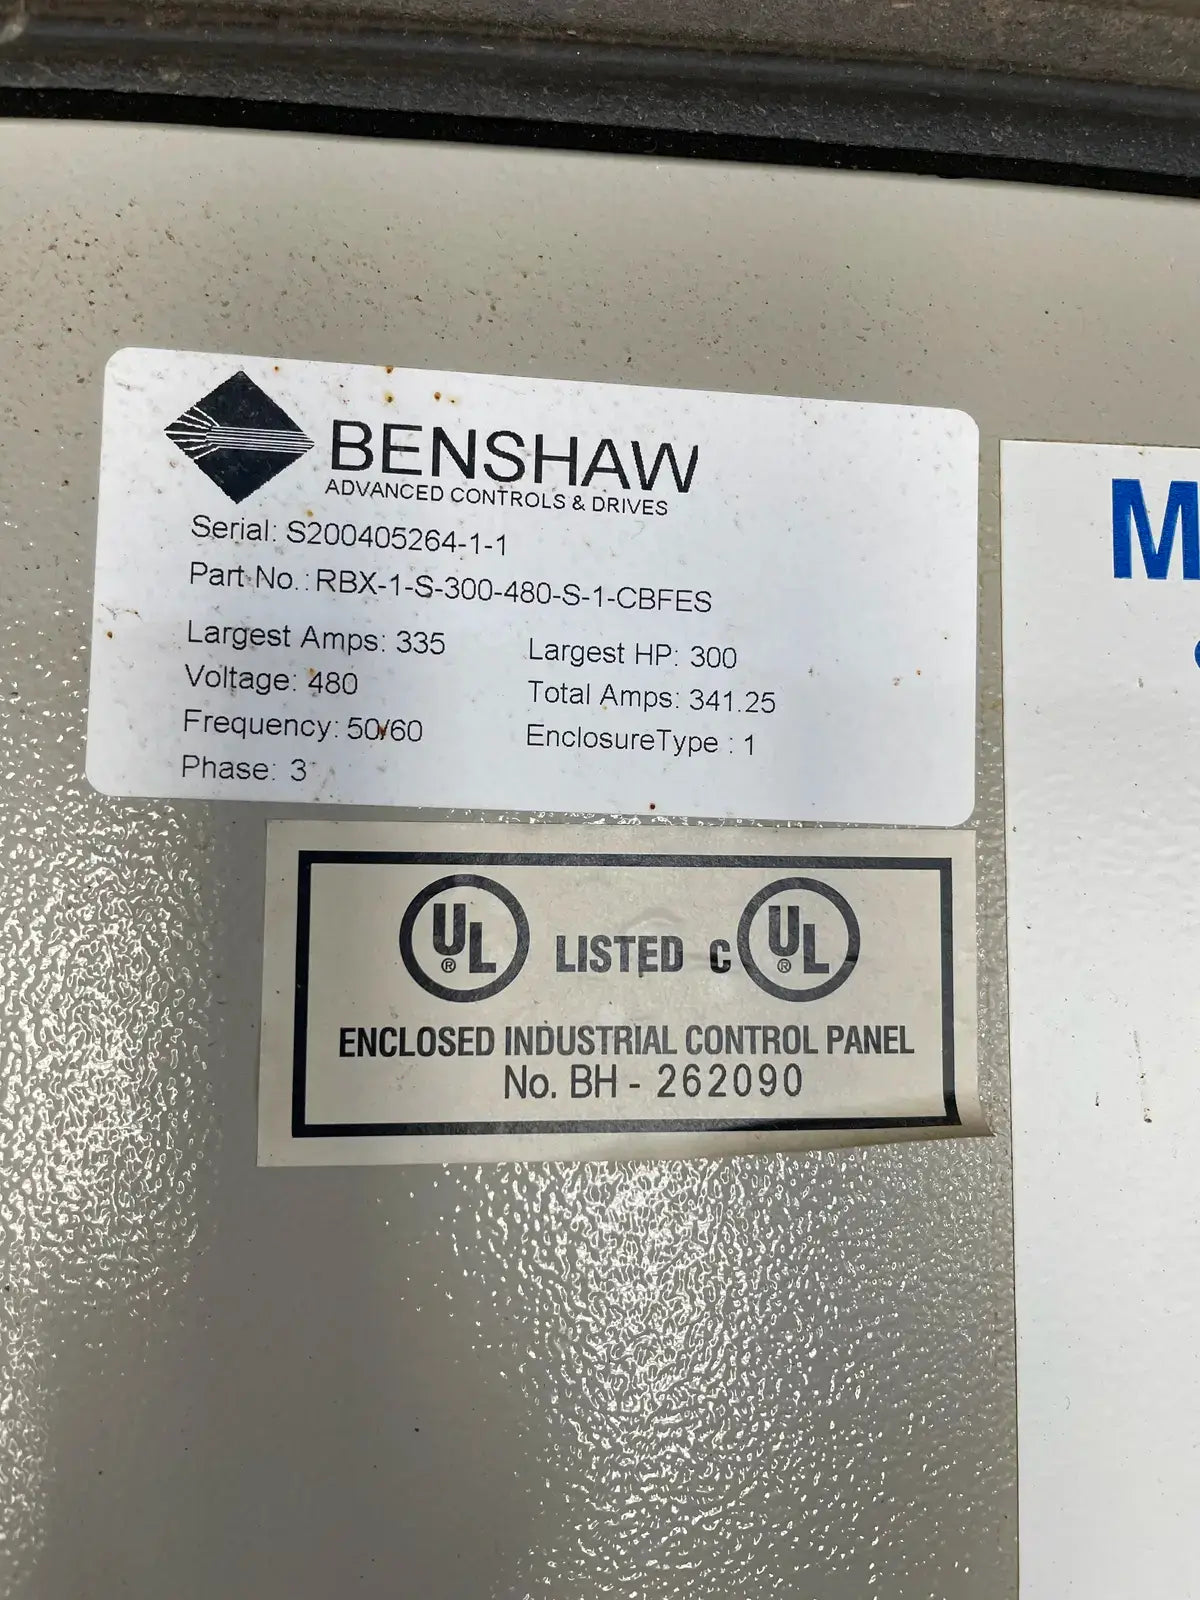 BENSHAW
ADVANCED CONTROLS & DRIVES
Serial: S200405264-1-1
Part No.: RBX-1-S-300-480-S-1-CBFES
Largest Amps: 335 Largest HP: 300
Voltage: 480 Total Amps: 341.25
Frequency: 50/60 EnclosureType : 1
Phase: 3
UL ® LISTED c UL ®
ENCLOSED INDUSTRIAL CONTROL PANEL
No. BH - 262090
M